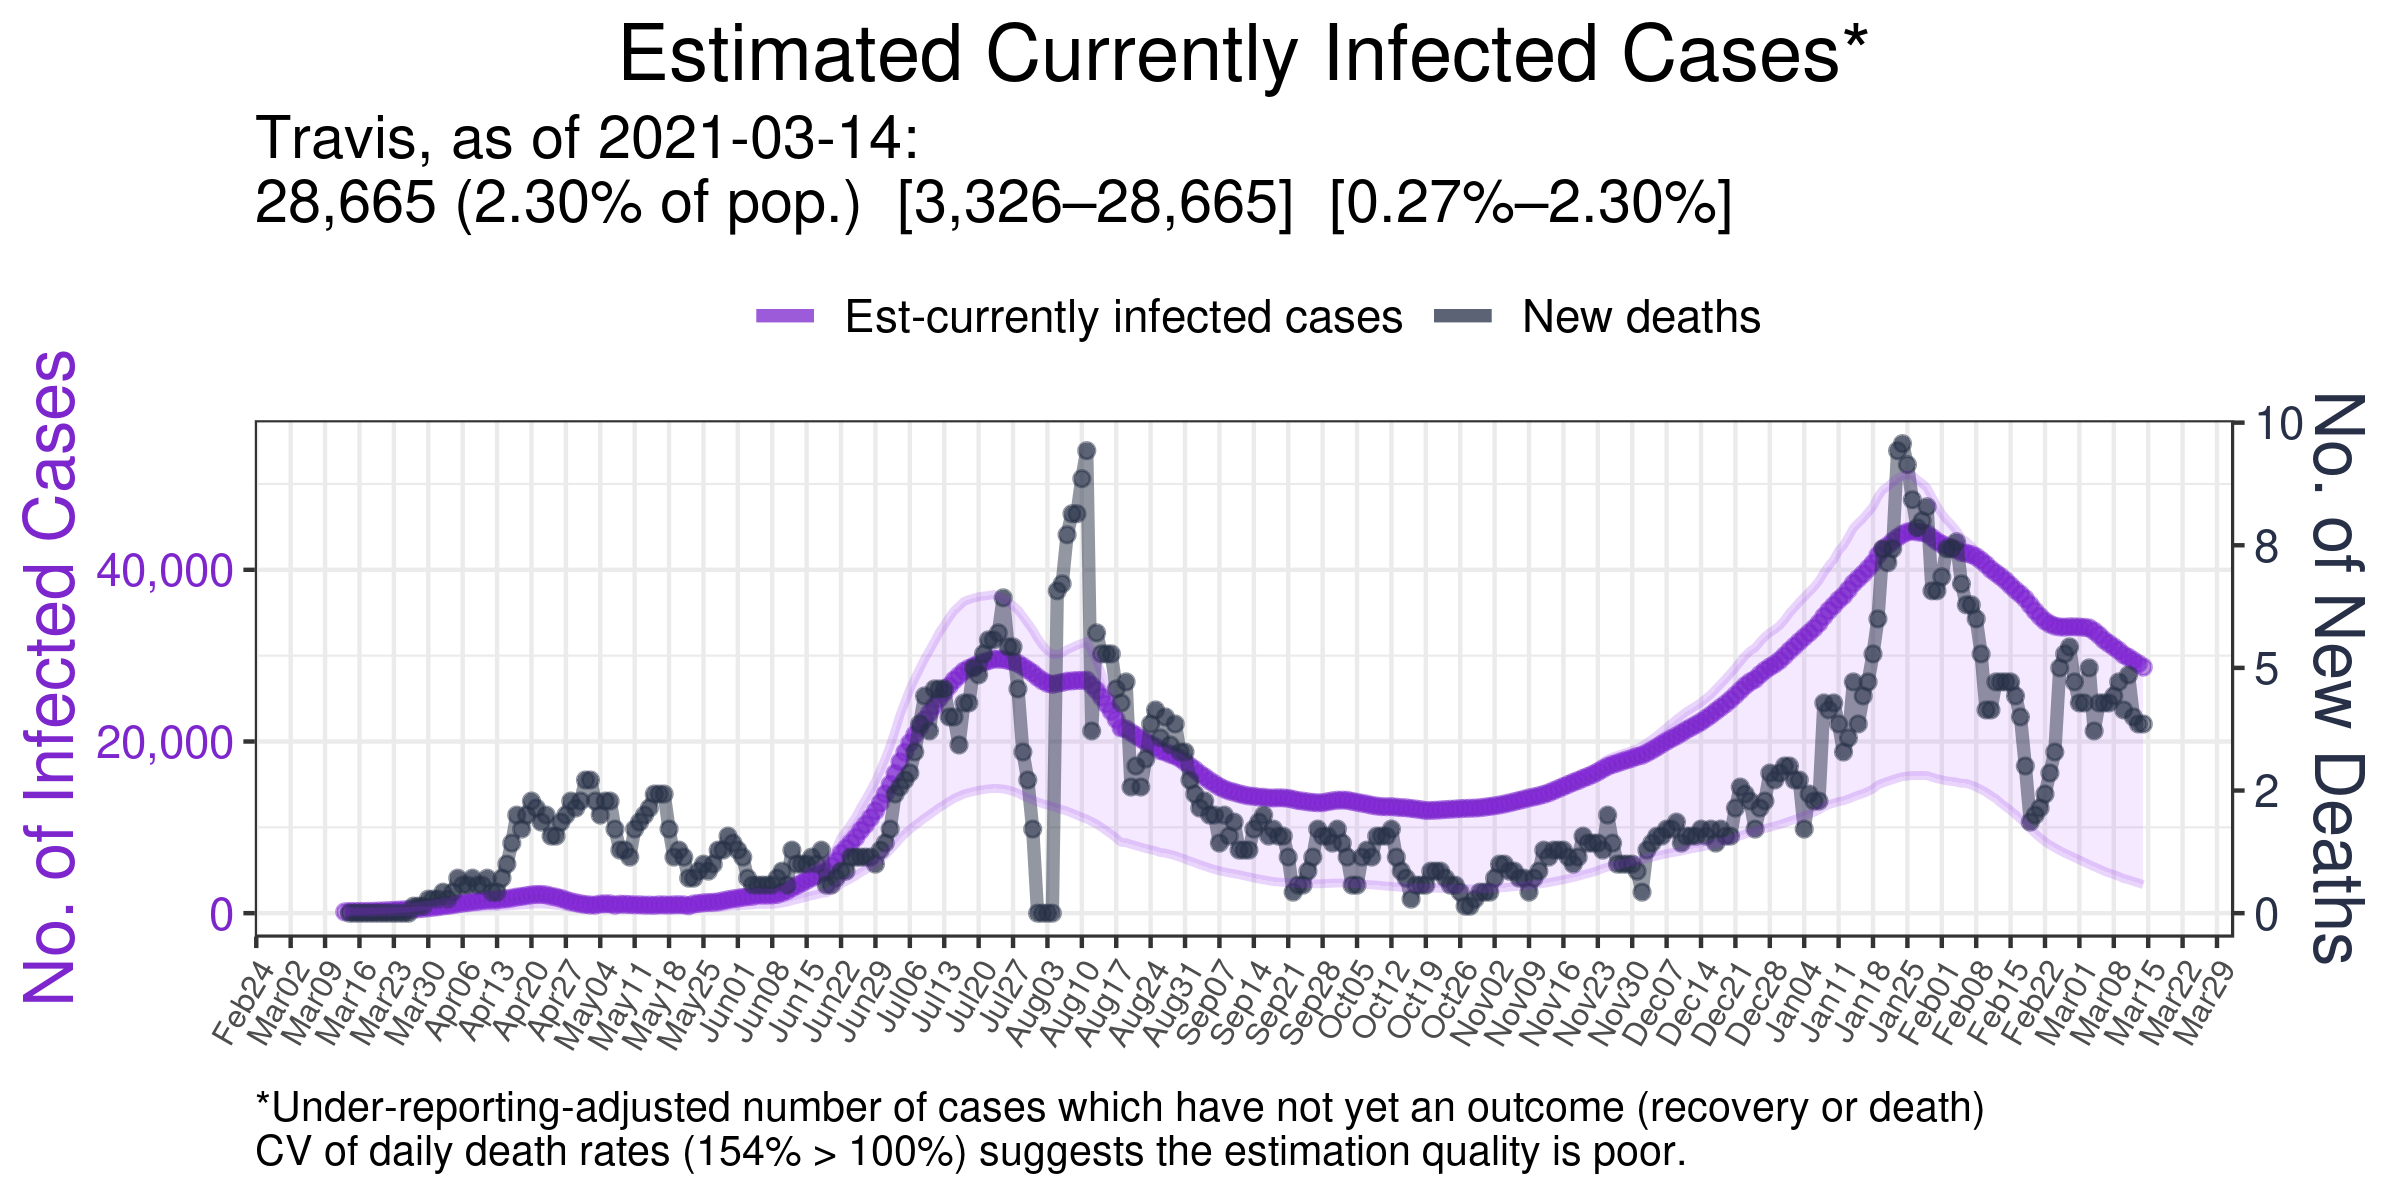 Estimated Currently Infected Cases*
Travis, as of 2021-03-14:
28,665 (2.30% of pop.) [3,326–28,665] [0.27%–2.30%]
Est-currently infected cases
New deaths
No. of Infected Cases
40,000
20,000
0
10
8
5
2
0
No. of New Deaths
Feb24
Mar02
Mar09
Mar16
Mar23
Mar30
Apr06
Apr13
Apr20
Apr27
May04
May11
May18
May25
Jun01
Jun08
Jun15
Jun22
Jun29
Jul06
Jul13
Jul20
Jul27
Aug03
Aug10
Aug17
Aug24
Aug31
Sep07
Sep14
Sep21
Sep28
Oct05
Oct12
Oct19
Oct26
Nov02
Nov09
Nov16
Nov23
Nov30
Dec07
Dec14
Dec21
Dec28
Jan04
Jan11
Jan18
Jan25
Feb01
Feb08
Feb15
Feb22
Mar01
Mar08
Mar15
Mar22
Mar29
*Under-reporting-adjusted number of cases which have not yet an outcome (recovery or death)
CV of daily death rates (154% > 100%) suggests the estimation quality is poor.